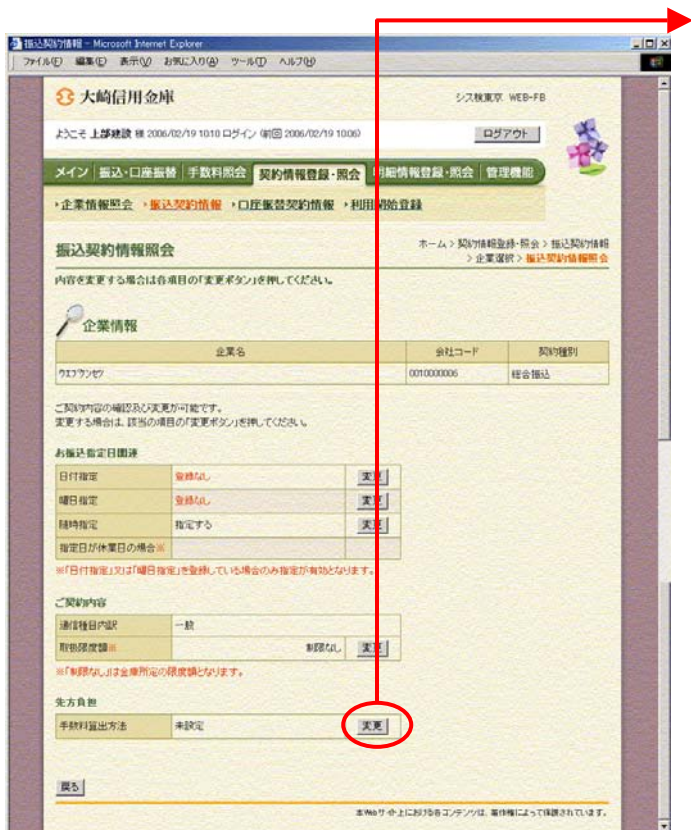 振込契約情報 - Microsoft Internet Explorer
ファイル(F) 編集(E) 表示(V) お気に入り(A) ツール(T) ヘルプ(H)
大崎信用金庫
シス検東京 WEB-FB
ようこそ 上部建設 様 2006/02/19 1010 ログイン (前回 2006/02/19 1006)
ログアウト
メイン 振込・口座振替 手数料照会 契約情報登録・照会 明細情報登録・照会 管理機能
企業情報照会 振込契約情報 口座振替契約情報 利用開始登録
振込契約情報照会
ホーム > 契約情報登録・照会 > 振込契約情報
> 企業選択 > 振込契約情報照会
内容を変更する場合は各項目の「変更ボタン」を押してください。
企業情報
企業名 会社コード 契約種別
ウエブケンセツ 0010000006 総合振込
ご契約内容の確認及び変更が可能です。
変更する場合は、該当の項目の「変更ボタン」を押してください。
お振込指定日関連
日付指定 登録なし 変更
曜日指定 登録なし 変更
随時指定 指定する 変更
指定日が休業日の場合※
※「日付指定」又は「曜日指定」を登録している場合のみ指定が有効となります。
ご契約内容
通信種目内訳 一般
取扱限度額※ 制限なし 変更
※「制限なし」は金庫所定の限度額となります。
先方負担
手数料算出方法 未設定 変更
戻る
本Webサイト上における各コンテンツは、著作権によって保護されています。